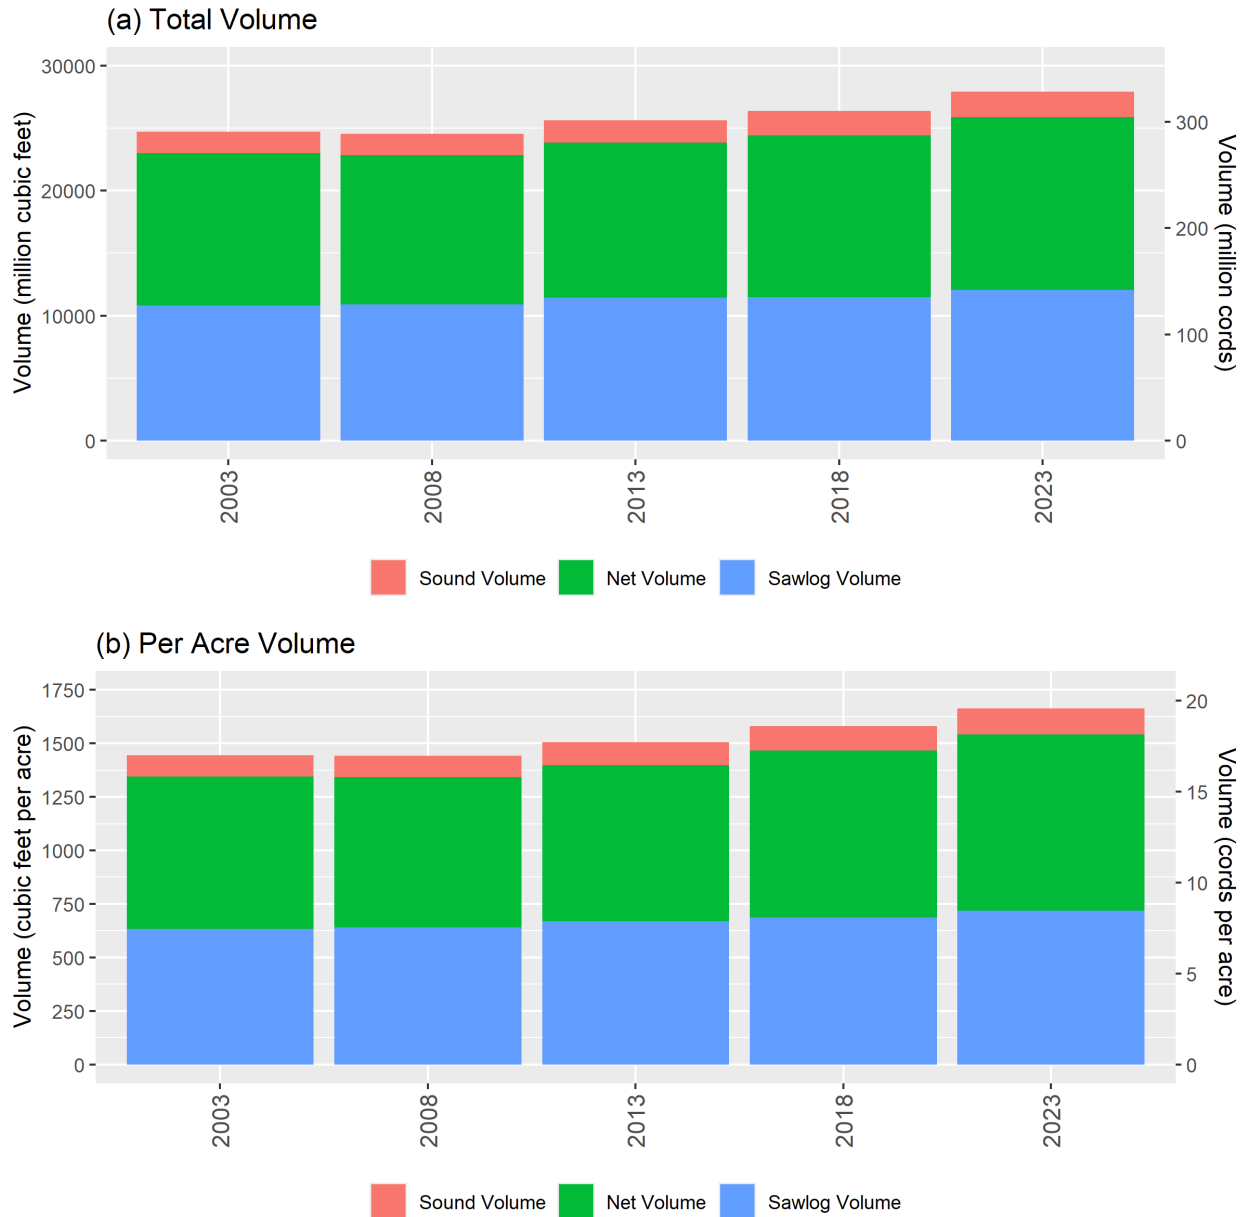 (a) Total Volume
Volume (million cubic feet)
30000
20000
10000
0
300
200
100
0
Volume (million cords)
2003
2008
2013
2018
2023
Sound Volume
Net Volume
Sawlog Volume
(b) Per Acre Volume
Volume (cubic feet per acre)
1750
1500
1250
1000
750
500
250
0
20
15
10
5
0
Volume (cords per acre)
2003
2008
2013
2018
2023
Sound Volume
Net Volume
Sawlog Volume